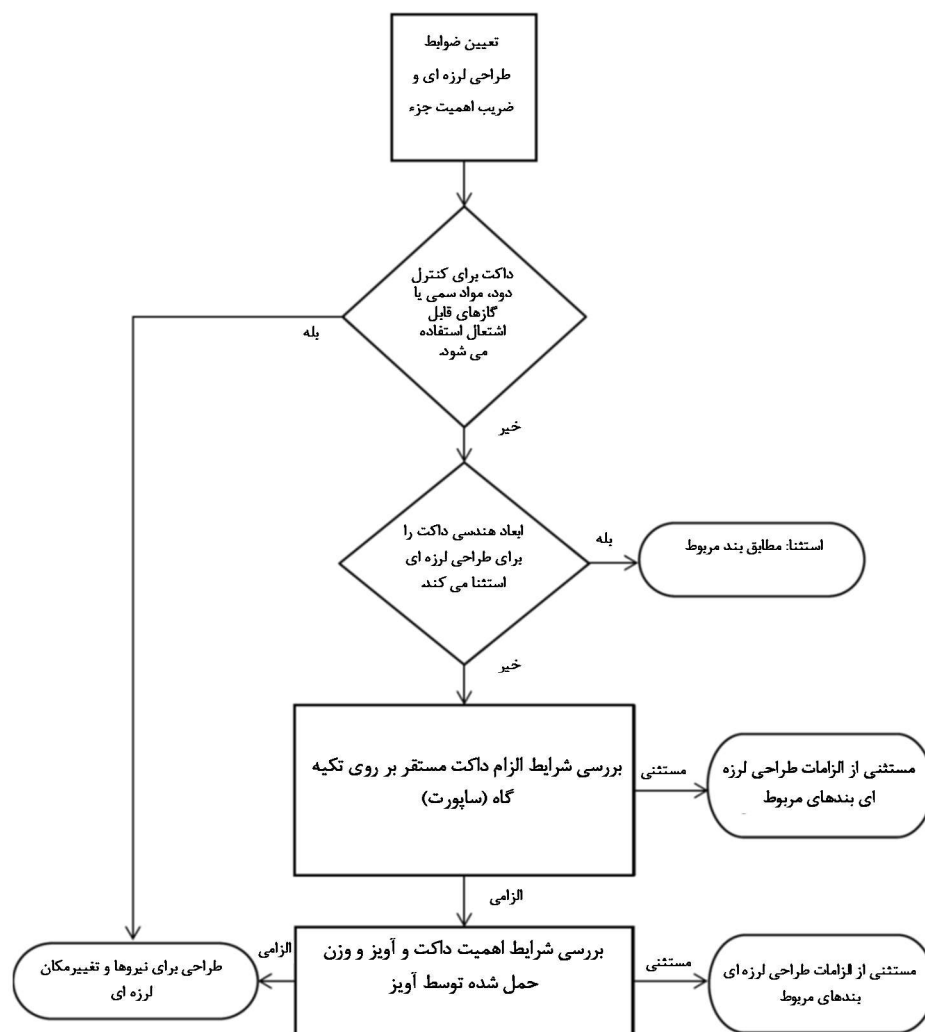 تعیین ضوابط
طراحی لرزه ای و
ضریب اهمیت جزء
داکت برای کنترل
دود، مواد سمی یا
گازهای قابل
اشتعال استفاده
می شود.
بله
خیر
ابعاد هندسی داکت را
برای طراحی لرزه ای
استثنا می کند.
بله
استثنا: مطابق بند مربوط
خیر
بررسی شرایط الزام داکت مستقر بر روی تکیه
گاه (ساپورت)
مستثنی
مستثنی از الزامات طراحی لرزه
ای بندهای مربوط
الزامی
بررسی شرایط اهمیت داکت و آویز و وزن
حمل شده توسط آویز
مستثنی
مستثنی از الزامات طراحی لرزه ای
بندهای مربوط
الزامی
طراحی برای نیروها و تغییرمکان
لرزه ای